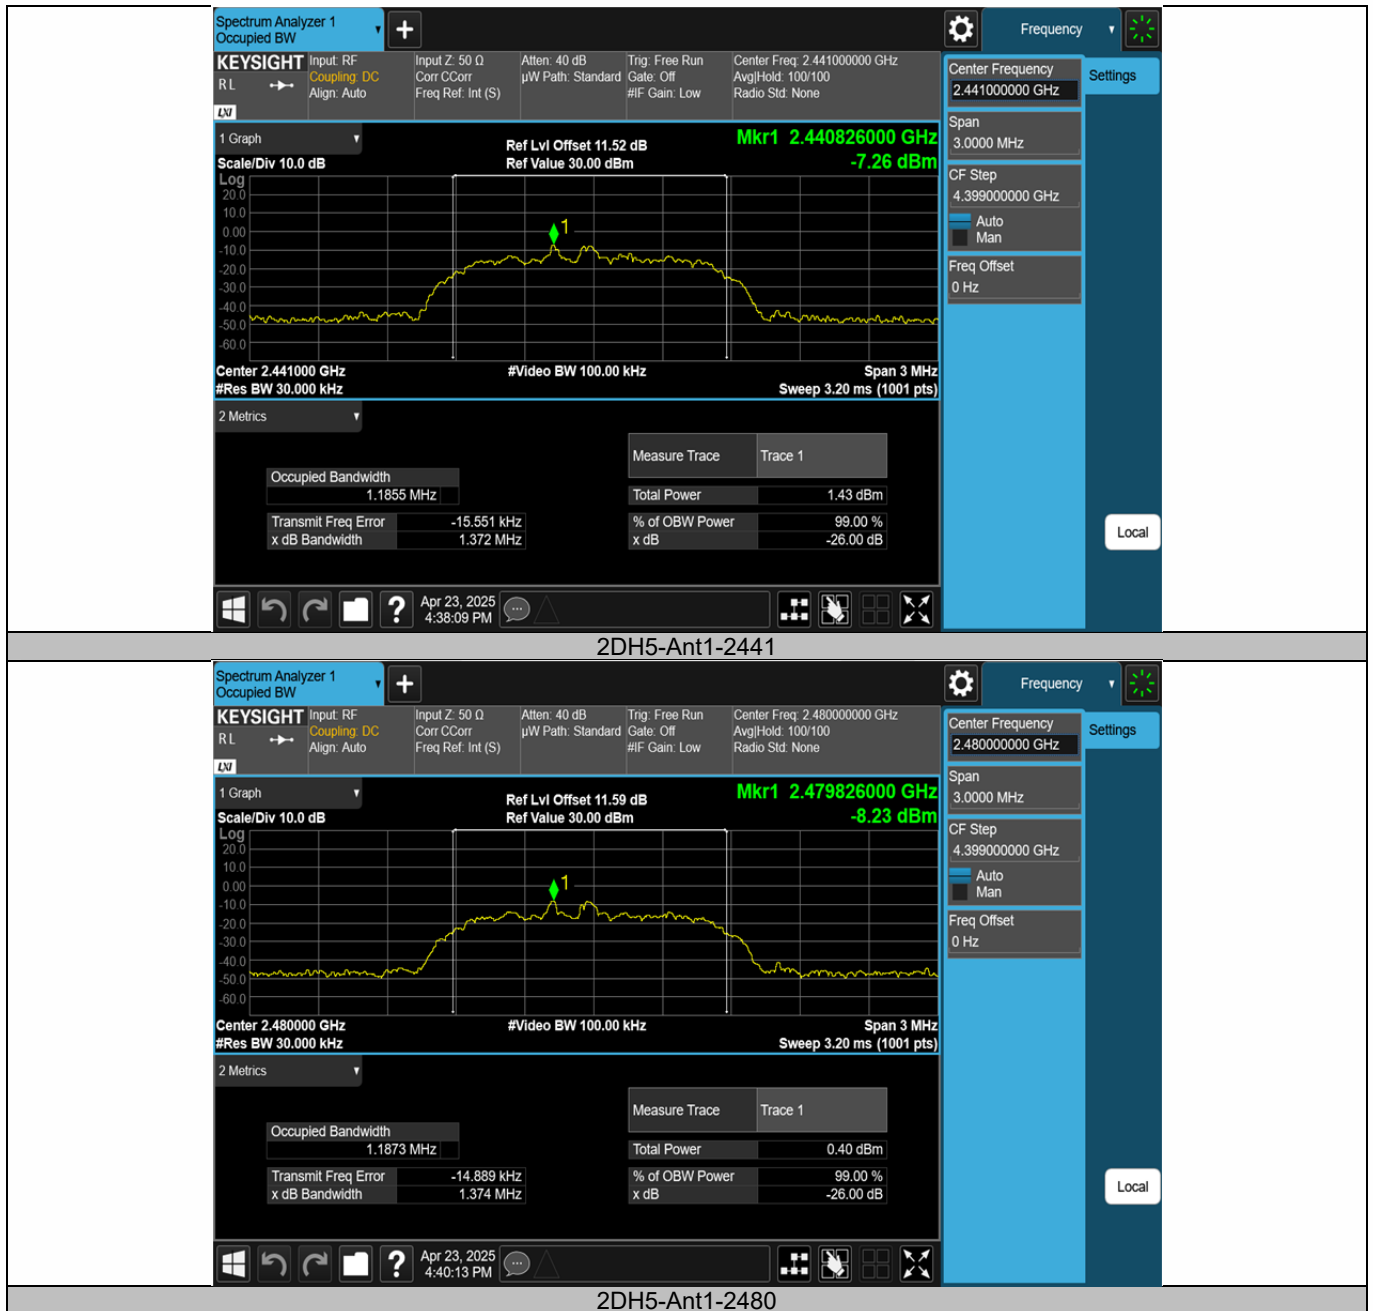 Spectrum Analyzer 1
Occupied BW
Frequency
KEYSIGHT
RL
LXI
Input: RF
Coupling: DC
Align: Auto
Input Z: 50 Ω
Corr CCorr
Freq Ref: Int (S)
Atten: 40 dB
µW Path: Standard
Trig: Free Run
Gate: Off
#IF Gain: Low
Center Freq: 2.441000000 GHz
Avg|Hold: 100/100
Radio Std: None
Center Frequency
2.441000000 GHz
Settings
Span
3.0000 MHz
CF Step
4.399000000 GHz
Auto
Man
Freq Offset
0 Hz
Local
1 Graph
Scale/Div 10.0 dB
Ref Lvl Offset 11.52 dB
Ref Value 30.00 dBm
Mkr1 2.440826000 GHz
-7.26 dBm
Log
20.0
10.0
0.00
-10.0
-20.0
-30.0
-40.0
-50.0
-60.0
1
Center 2.441000 GHz
#Video BW 100.00 kHz
Span 3 MHz
#Res BW 30.000 kHz
Sweep 3.20 ms (1001 pts)
2 Metrics
Measure Trace Trace 1
Occupied Bandwidth
1.1855 MHz
Total Power 1.43 dBm
Transmit Freq Error -15.551 kHz
% of OBW Power 99.00 %
x dB Bandwidth 1.372 MHz
x dB -26.00 dB
?
Apr 23, 2025
4:38:09 PM
2DH5-Ant1-2441
Spectrum Analyzer 1
Occupied BW
Frequency
KEYSIGHT
RL
LXI
Input: RF
Coupling: DC
Align: Auto
Input Z: 50 Ω
Corr CCorr
Freq Ref: Int (S)
Atten: 40 dB
µW Path: Standard
Trig: Free Run
Gate: Off
#IF Gain: Low
Center Freq: 2.480000000 GHz
Avg|Hold: 100/100
Radio Std: None
Center Frequency
2.480000000 GHz
Settings
Span
3.0000 MHz
CF Step
4.399000000 GHz
Auto
Man
Freq Offset
0 Hz
Local
1 Graph
Scale/Div 10.0 dB
Ref Lvl Offset 11.59 dB
Ref Value 30.00 dBm
Mkr1 2.479826000 GHz
-8.23 dBm
Log
20.0
10.0
0.00
-10.0
-20.0
-30.0
-40.0
-50.0
-60.0
1
Center 2.480000 GHz
#Video BW 100.00 kHz
Span 3 MHz
#Res BW 30.000 kHz
Sweep 3.20 ms (1001 pts)
2 Metrics
Measure Trace Trace 1
Occupied Bandwidth
1.1873 MHz
Total Power 0.40 dBm
Transmit Freq Error -14.889 kHz
% of OBW Power 99.00 %
x dB Bandwidth 1.374 MHz
x dB -26.00 dB
?
Apr 23, 2025
4:40:13 PM
2DH5-Ant1-2480